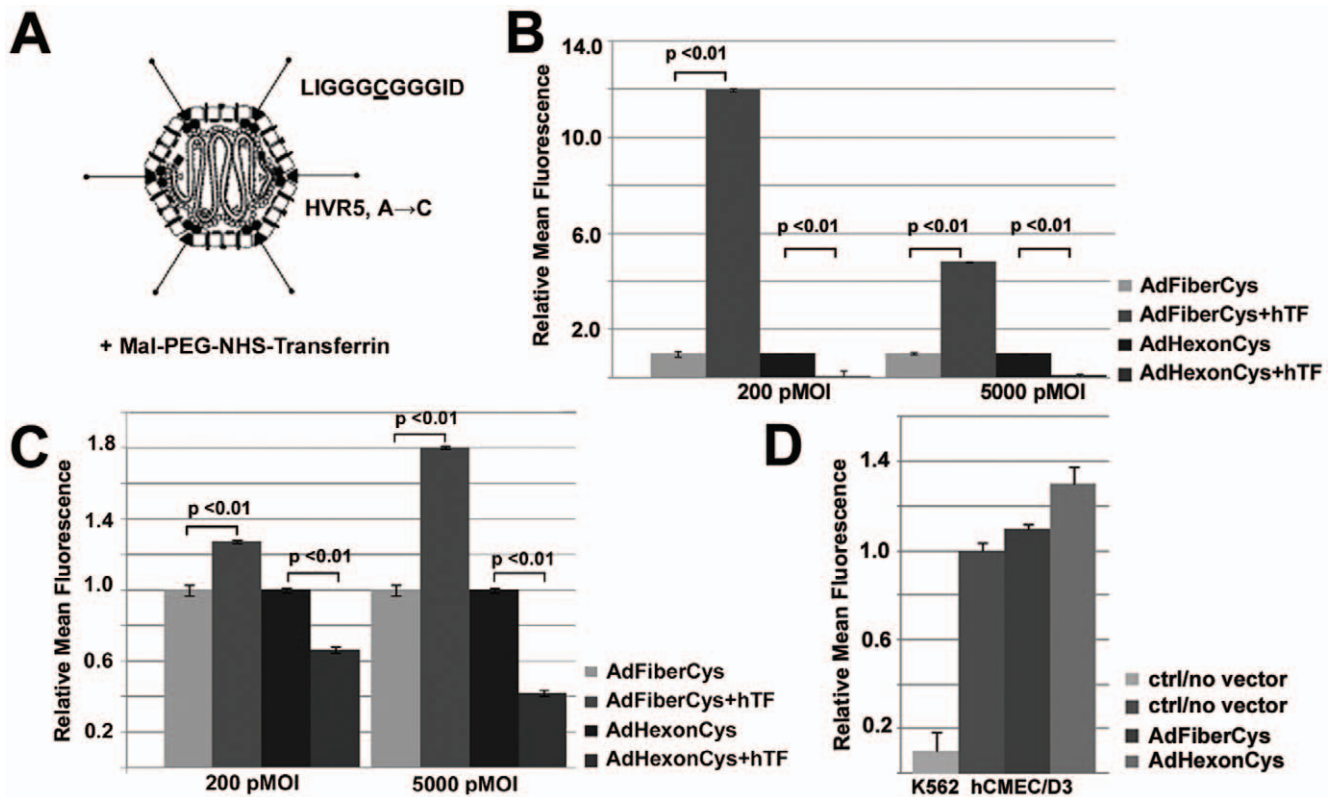 A
LIGGGCGGGID
HVR5, A→C
+ Mal-PEG-NHS-Transferrin
B
Relative Mean Fluorescence
14.0
10.0
6.0
2.0
p <0.01
p <0.01
p <0.01
p <0.01
200 pMOI
5000 pMOI
AdFiberCys
AdFiberCys+hTF
AdHexonCys
AdHexonCys+hTF
C
Relative Mean Fluorescence
1.8
1.4
1.0
0.6
0.2
p <0.01
p <0.01
p <0.01
p <0.01
200 pMOI
5000 pMOI
AdFiberCys
AdFiberCys+hTF
AdHexonCys
AdHexonCys+hTF
D
Relative Mean Fluorescence
1.4
1.0
0.6
0.2
K562 hCMEC/D3
ctrl/no vector
ctrl/no vector
AdFiberCys
AdHexonCys